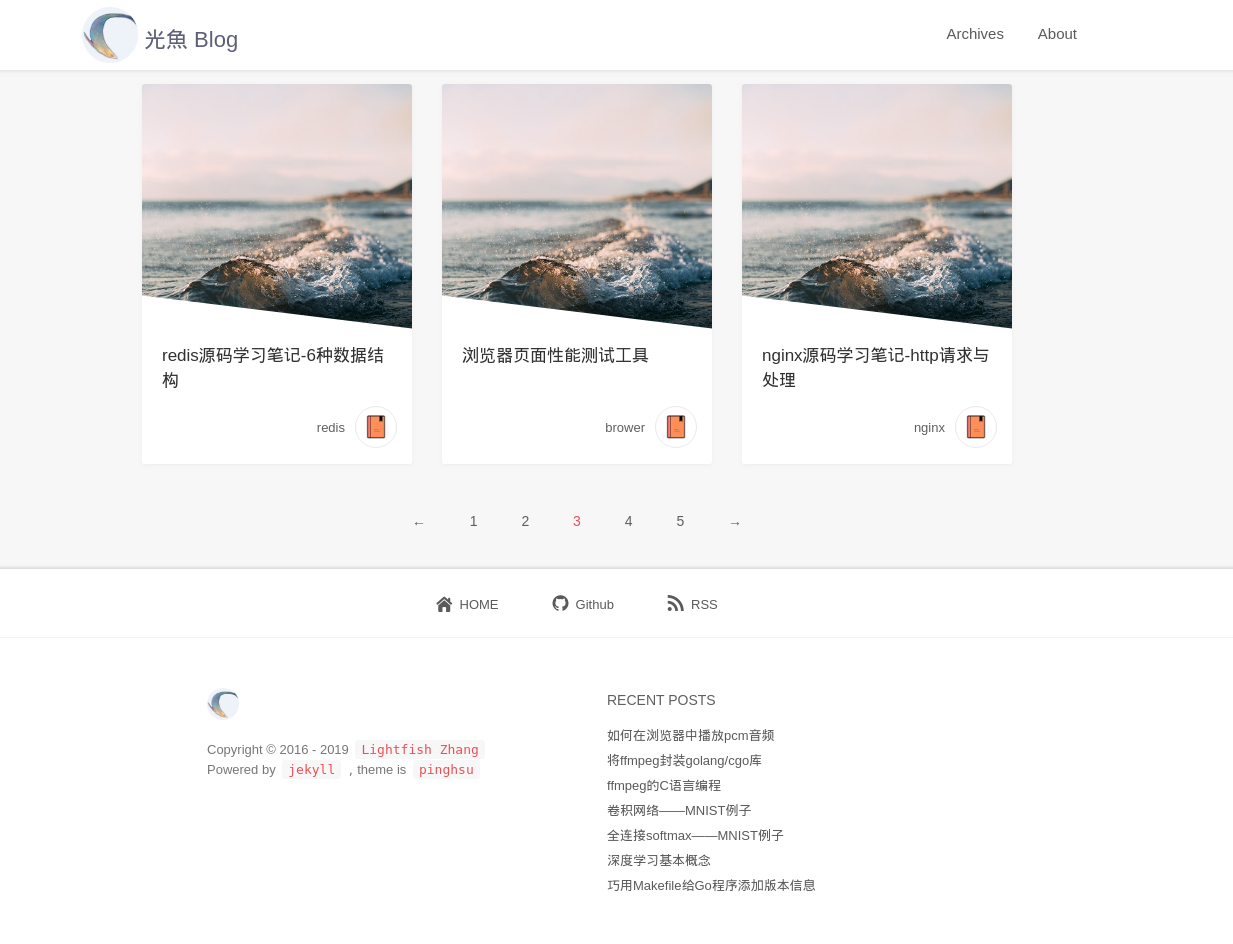 光魚 Blog
Archives
About
redis源码学习笔记-6种数据结
构
redis
浏览器页面性能测试工具
brower
nginx源码学习笔记-http请求与
处理
nginx
← 1 2 3 4 5 →
HOME
Github
RSS
Copyright © 2016 - 2019 Lightfish Zhang
Powered by jekyll , theme is pinghsu
RECENT POSTS
如何在浏览器中播放pcm音频
将ffmpeg封装golang/cgo库
ffmpeg的C语言编程
卷积网络——MNIST例子
全连接softmax——MNIST例子
深度学习基本概念
巧用Makefile给Go程序添加版本信息